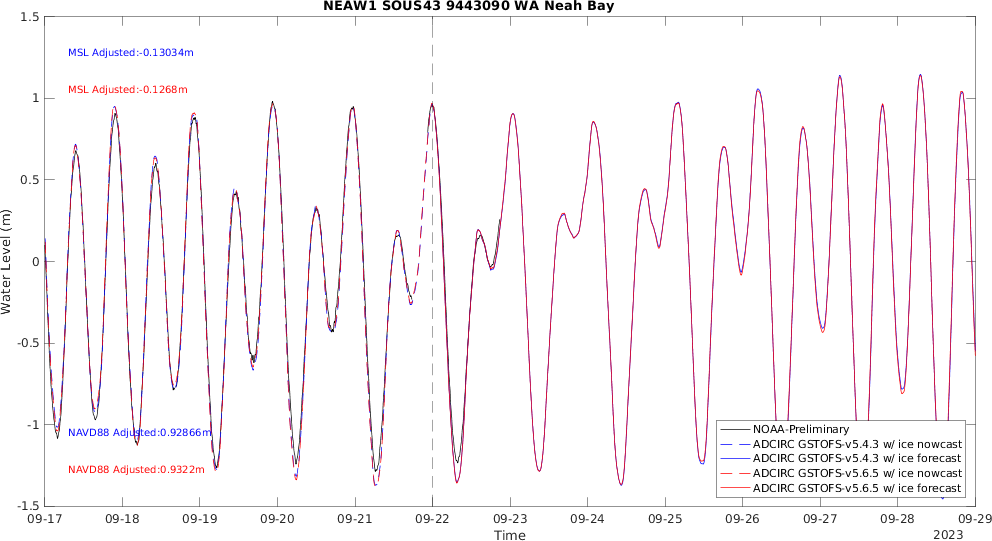 NEAW1 SOUS43 9443090 WA Neah Bay
1.5
MSL Adjusted:-0.13034m
MSL Adjusted:-0.1268m
1
0.5
0
-0.5
-1
-1.5
Water Level (m)
NAVD88 Adjusted:0.92866m
NAVD88 Adjusted:0.9322m
NOAA-Preliminary
ADCIRC GSTOFS-v5.4.3 w/ ice nowcast
ADCIRC GSTOFS-v5.4.3 w/ ice forecast
ADCIRC GSTOFS-v5.6.5 w/ ice nowcast
ADCIRC GSTOFS-v5.6.5 w/ ice forecast
09-17 09-18 09-19 09-20 09-21 09-22 09-23 09-24 09-25 09-26 09-27 09-28 09-29
Time
2023